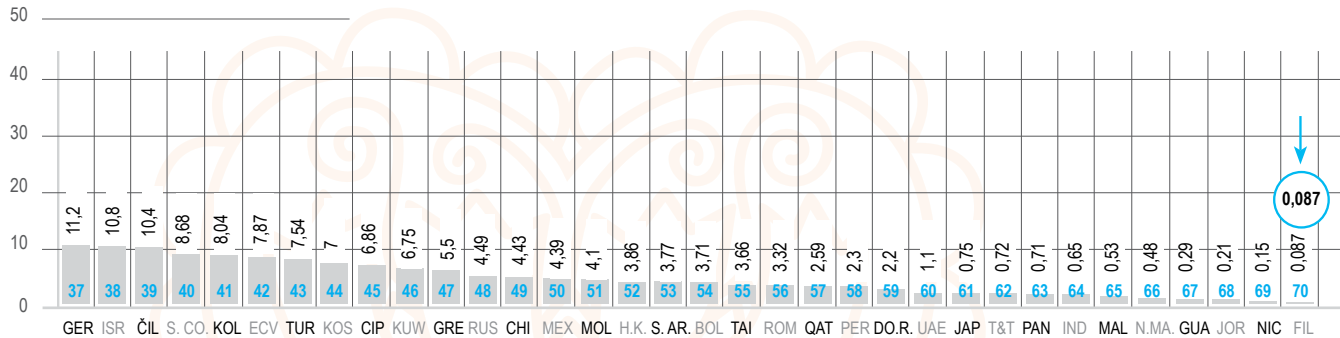 50
40
30
20
10
0
0,087
11,2 10,8 10,4 8,68 8,04 7,87 7,54 7 6,86 6,75 5,5 4,49 4,43 4,39 4,1 3,86 3,77 3,71 3,66 3,32 2,59 2,3 2,2 1,1 0,75 0,72 0,71 0,65 0,53 0,48 0,29 0,21 0,15 0,087
37 38 39 40 41 42 43 44 45 46 47 48 49 50 51 52 53 54 55 56 57 58 59 60 61 62 63 64 65 66 67 68 69 70
GER ISR ČIL S. CO. KOL ECV TUR KOS CIP KUW GRE RUS CHI MEX MOL H.K. S. AR. BOL TAI ROM QAT PER DO.R. UAE JAP T&T PAN IND MAL N.MA. GUA JOR NIC FIL